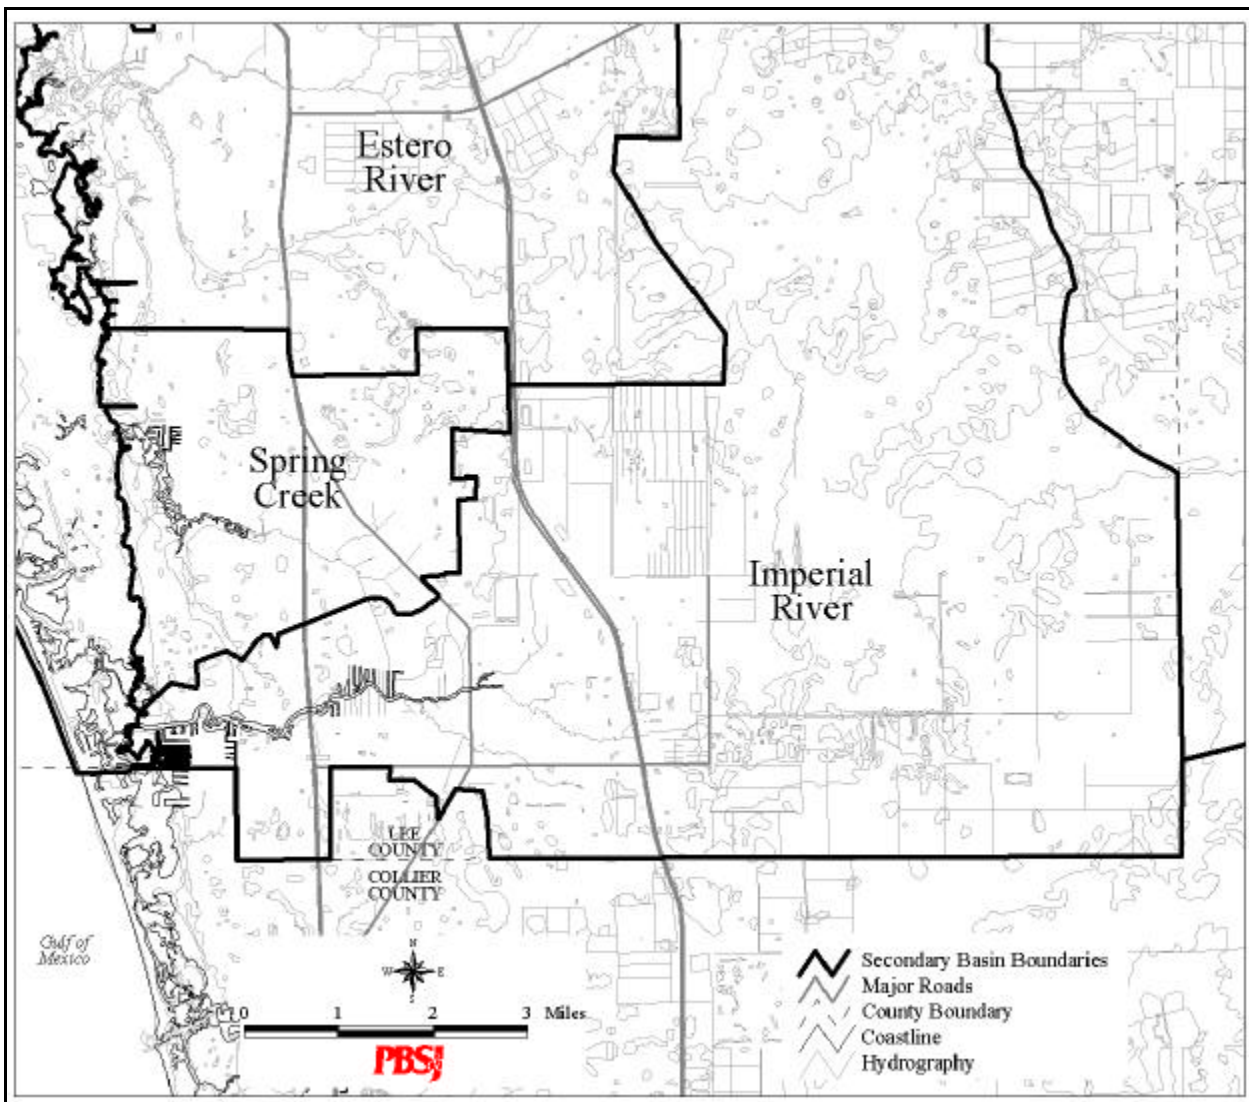 Estero
River
Spring
Creek
Imperial
River
LEE
COUNTY
COLLIER
COUNTY
Gulf of
Mexico
N
W E
S
0 1 2 3 Miles
PBSJ
Secondary Basin Boundaries
Major Roads
County Boundary
Coastline
Hydrography